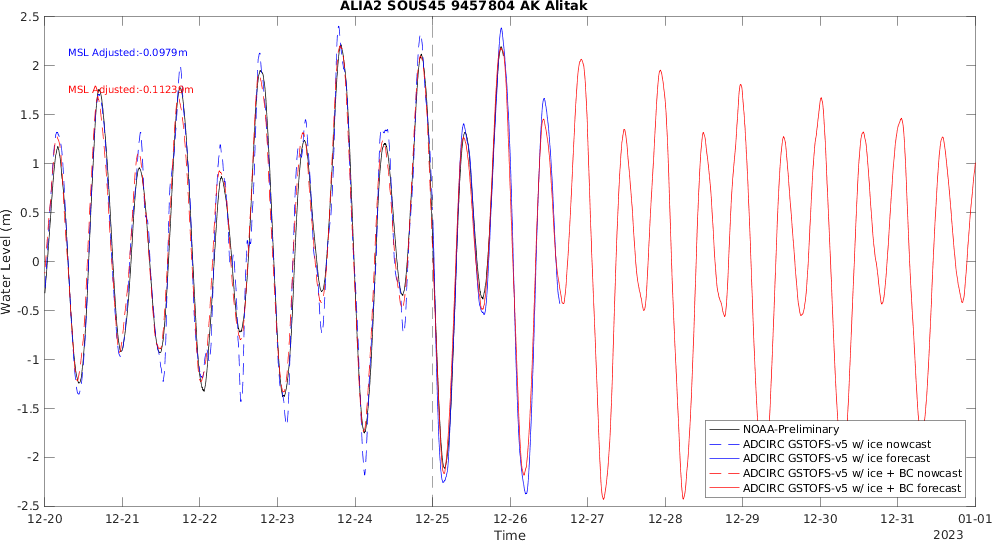 ALIA2 SOUS45 9457804 AK Alitak
MSL Adjusted:-0.0979m
MSL Adjusted:-0.1123
2.5
2
1.5
1
0.5
0
-0.5
-1
-1.5
-2
-2.5
Water Level (m)
NOAA-Preliminary
ADCIRC GSTOFS-v5 w/ ice nowcast
ADCIRC GSTOFS-v5 w/ ice forecast
ADCIRC GSTOFS-v5 w/ ice + BC nowcast
ADCIRC GSTOFS-v5 w/ ice + BC forecast
12-20 12-21 12-22 12-23 12-24 12-25 12-26 12-27 12-28 12-29 12-30 12-31 01-01
Time
2023